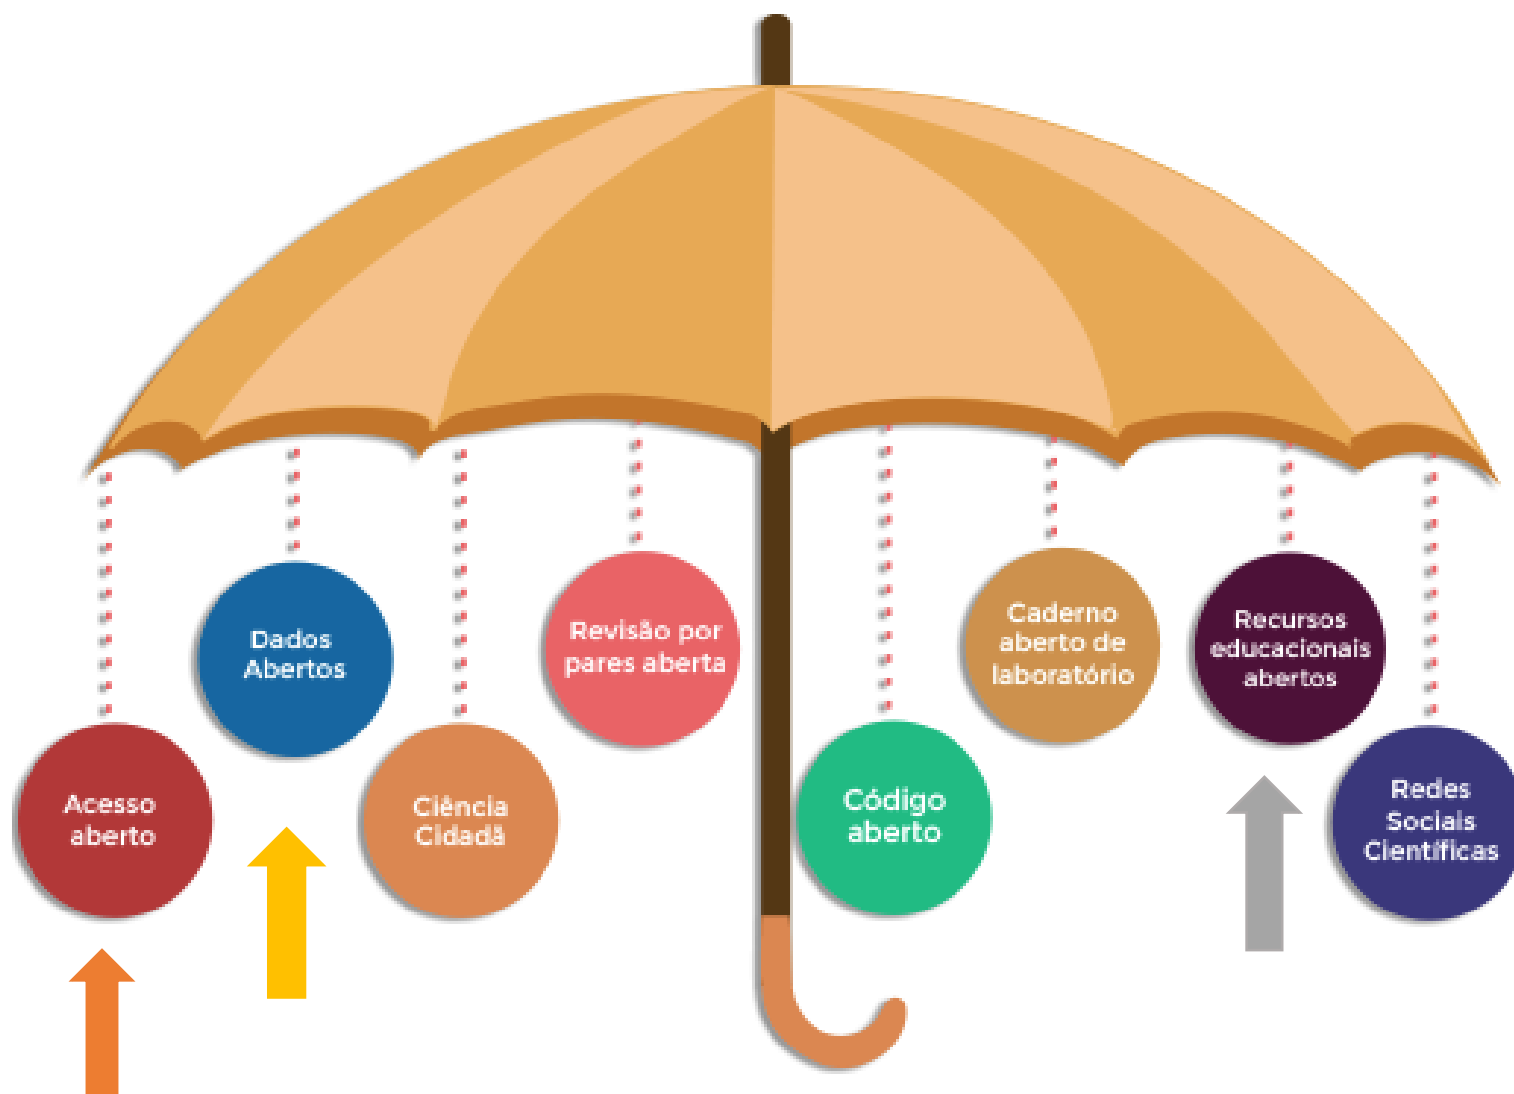 Acesso
aberto
Dados
Abertos
Ciência
Cidadã
Revisão por
pares aberta
Código
aberto
Caderno
aberto de
laboratório
Recursos
educacionais
abertos
Redes
Sociais
Científicas